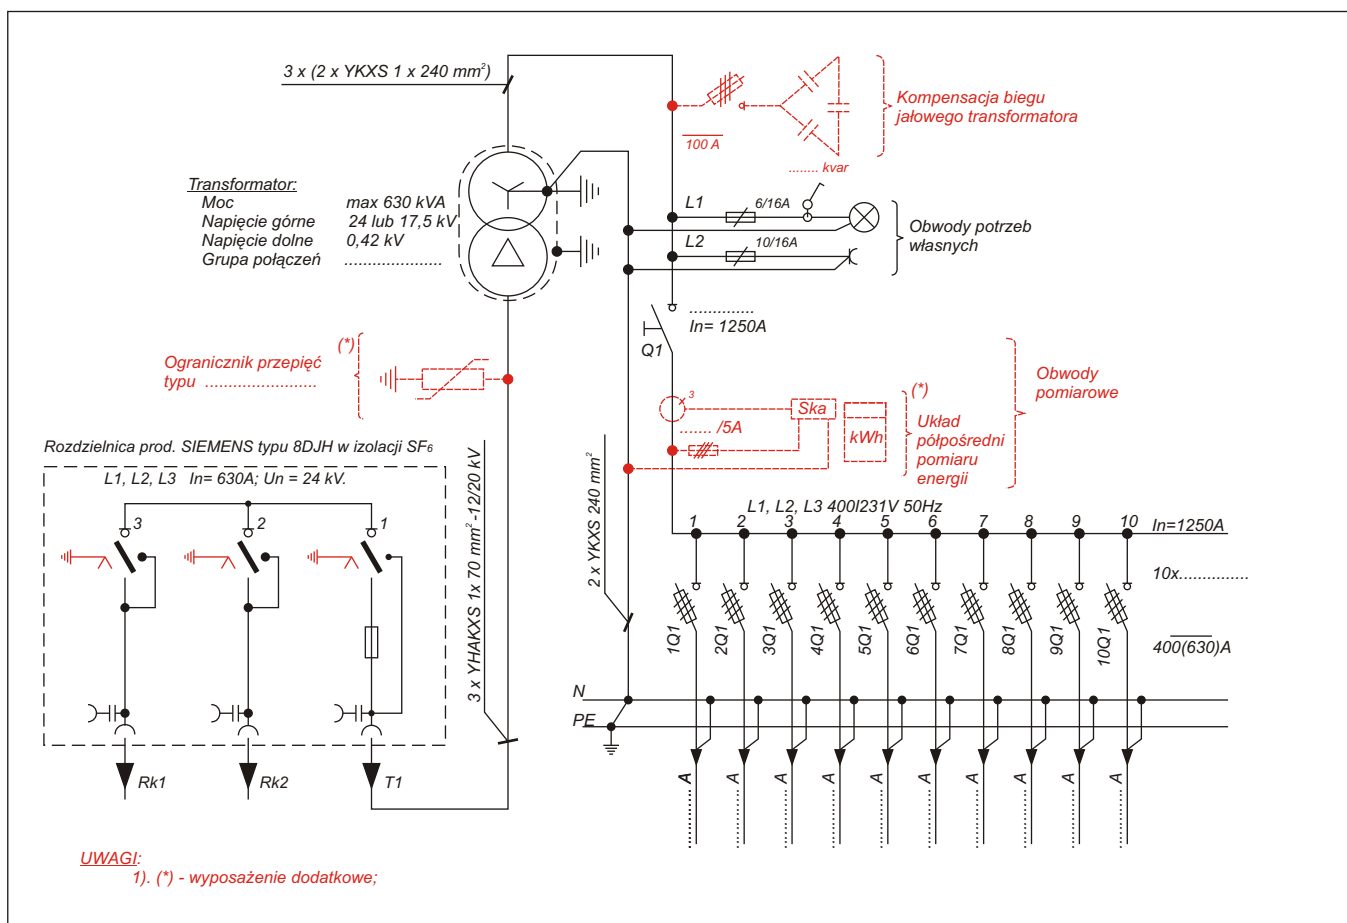 3 x (2 x YKXS 1 x 240 mm²)
Kompensacja biegu
jałowego transformatora
100 A
........ kvar
Transformator:
Moc max 630 kVA
Napięcie górne 24 lub 17,5 kV
Napięcie dolne 0,42 kV
Grupa połączeń .....................
L1
6/16A
L2
10/16A
Obwody potrzeb
własnych
..............
In= 1250A
Q1
(*)
Ogranicznik przepięć
typu ........................
3
Ska
kWh
....... /5A
(*)
Układ
półpośredni
pomiaru
energii
Obwody
pomiarowe
Rozdzielnica prod. SIEMENS typu 8DJH w izolacji SF₆
L1, L2, L3 In= 630A; Un = 24 kV.
3
2
1
3 x YHAKXS 1x 70 mm² -12/20 kV
2 x YKXS 240 mm²
L1, L2, L3 400I231V 50Hz
1 2 3 4 5 6 7 8 9 10
In=1250A
10x...............
1Q1 2Q1 3Q1 4Q1 5Q1 6Q1 7Q1 8Q1 9Q1 10Q1
400(630)A
N
PE
Rk1
Rk2
T1
A A A A A A A A A A
UWAGI:
1). (*) - wyposażenie dodatkowe;